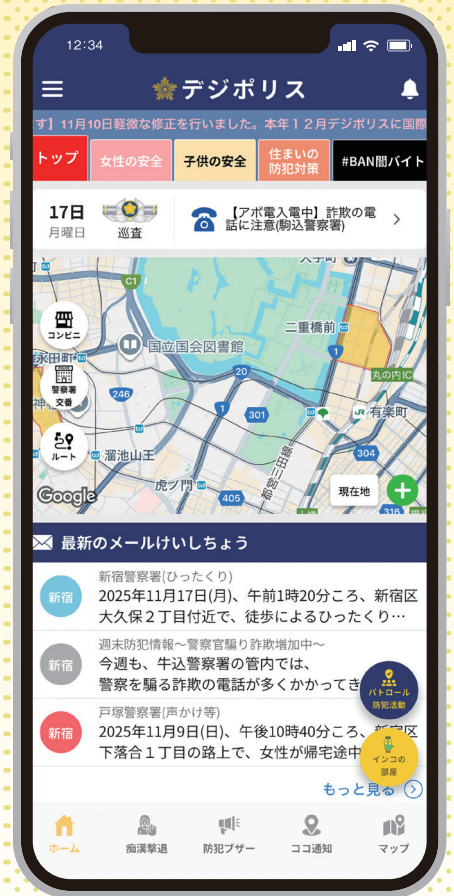 12:34
デジポリス
す】11月10日軽微な修正を行いました。本年１２月デジポリスに国際
トップ
女性の安全
子供の安全
住まいの
防犯対策
#BAN闇バイト
17日
月曜日
巡査
【アポ電入電中】詐欺の電
話に注意(駒込警察署)
C1
二重橋前
コンビニ
国立国会図書館
永田町
1
20
丸の内IC
警察署
交番
246
1
301
JR
有楽町
ルート
溜池山王
304
都営三田線
虎ノ門
現在地
Google
405
316
最新のメールけいしちょう
新宿警察署(ひったくり)
新宿
2025年11月17日(月)、午前1時20分ころ、新宿区
大久保２丁目付近で、徒歩によるひったくり…
週末防犯情報～警察官騙り詐欺増加中～
新宿
今週も、牛込警察署の管内では、
警察を騙る詐欺の電話が多くかかってき
パトロール
防犯活動
戸塚警察署(声かけ等)
新宿
2025年11月9日(日)、午後10時40分ころ、新宿区
下落合１丁目の路上で、女性が帰宅途中
インコの
部屋
もっと見る
ホーム
痴漢撃退
防犯ブザー
ココ通知
マップ